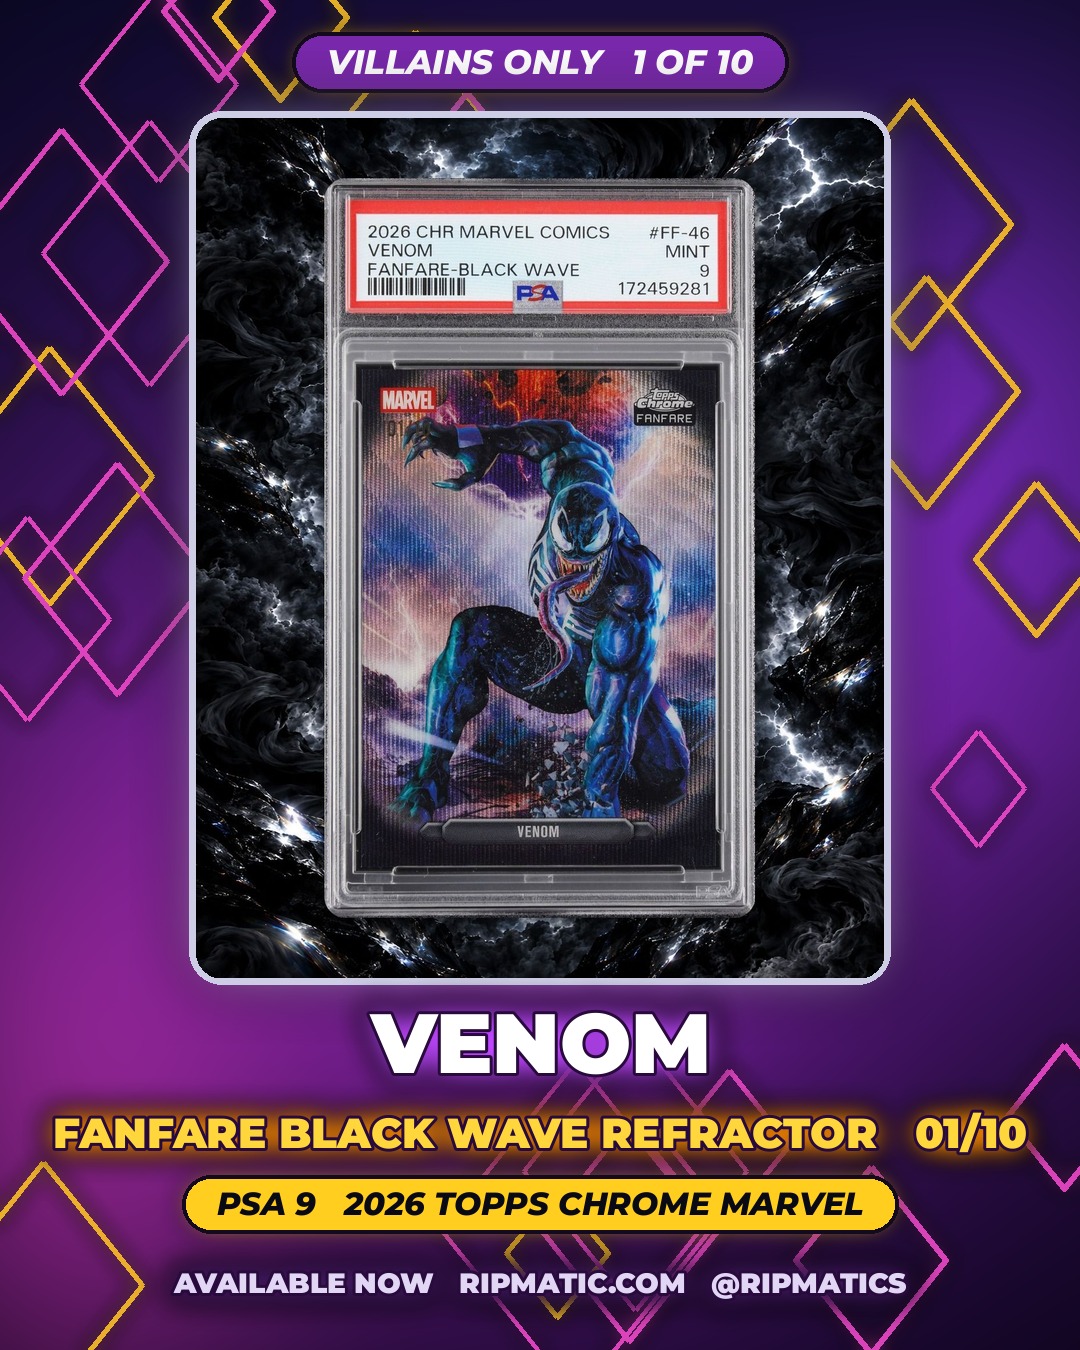 VILLAINS ONLY 1 OF 10
2026 CHR MARVEL COMICS #FF-46
VENOM MINT
FANFARE-BLACK WAVE 9
PSA 172459281
MARVEL
Topps Chrome
FANFARE
VENOM
VENOM
FANFARE BLACK WAVE REFRACTOR 01/10
PSA 9 2026 TOPPS CHROME MARVEL
AVAILABLE NOW RIPMATIC.COM @RIPMATICS